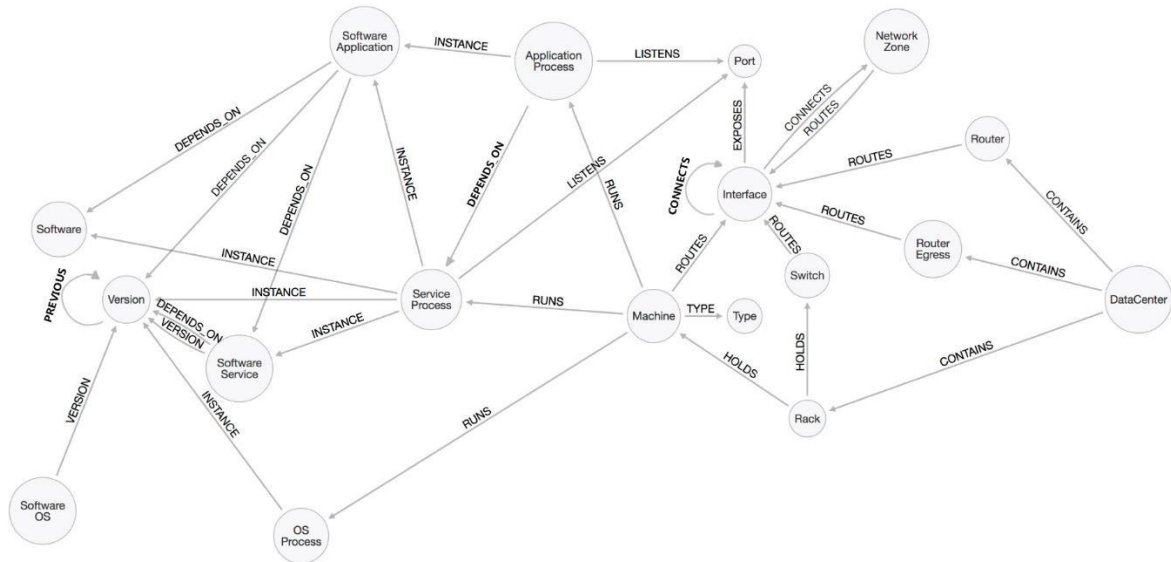 Software
Application
INSTANCE
Application
Process
LISTENS
Port
Network
Zone
DEPENDS_ON
DEPENDS_ON
DEPENDS_ON
INSTANCE
DEPENDS_ON
LISTENS
RUNS
EXPOSES
CONNECTS
ROUTES
CONNECTS
Interface
ROUTES
Router
CONTAINS
Software
INSTANCE
ROUTES
ROUTES
ROUTES
Router
Egress
CONTAINS
PREVIOUS
Version
INSTANCE
Service
Process
RUNS
Machine
TYPE
Type
Switch
DataCenter
DEPENDS_ON
VERSION
Software
Service
INSTANCE
HOLDS
HOLDS
CONTAINS
Rack
VERSION
INSTANCE
RUNS
Software
OS
OS
Process